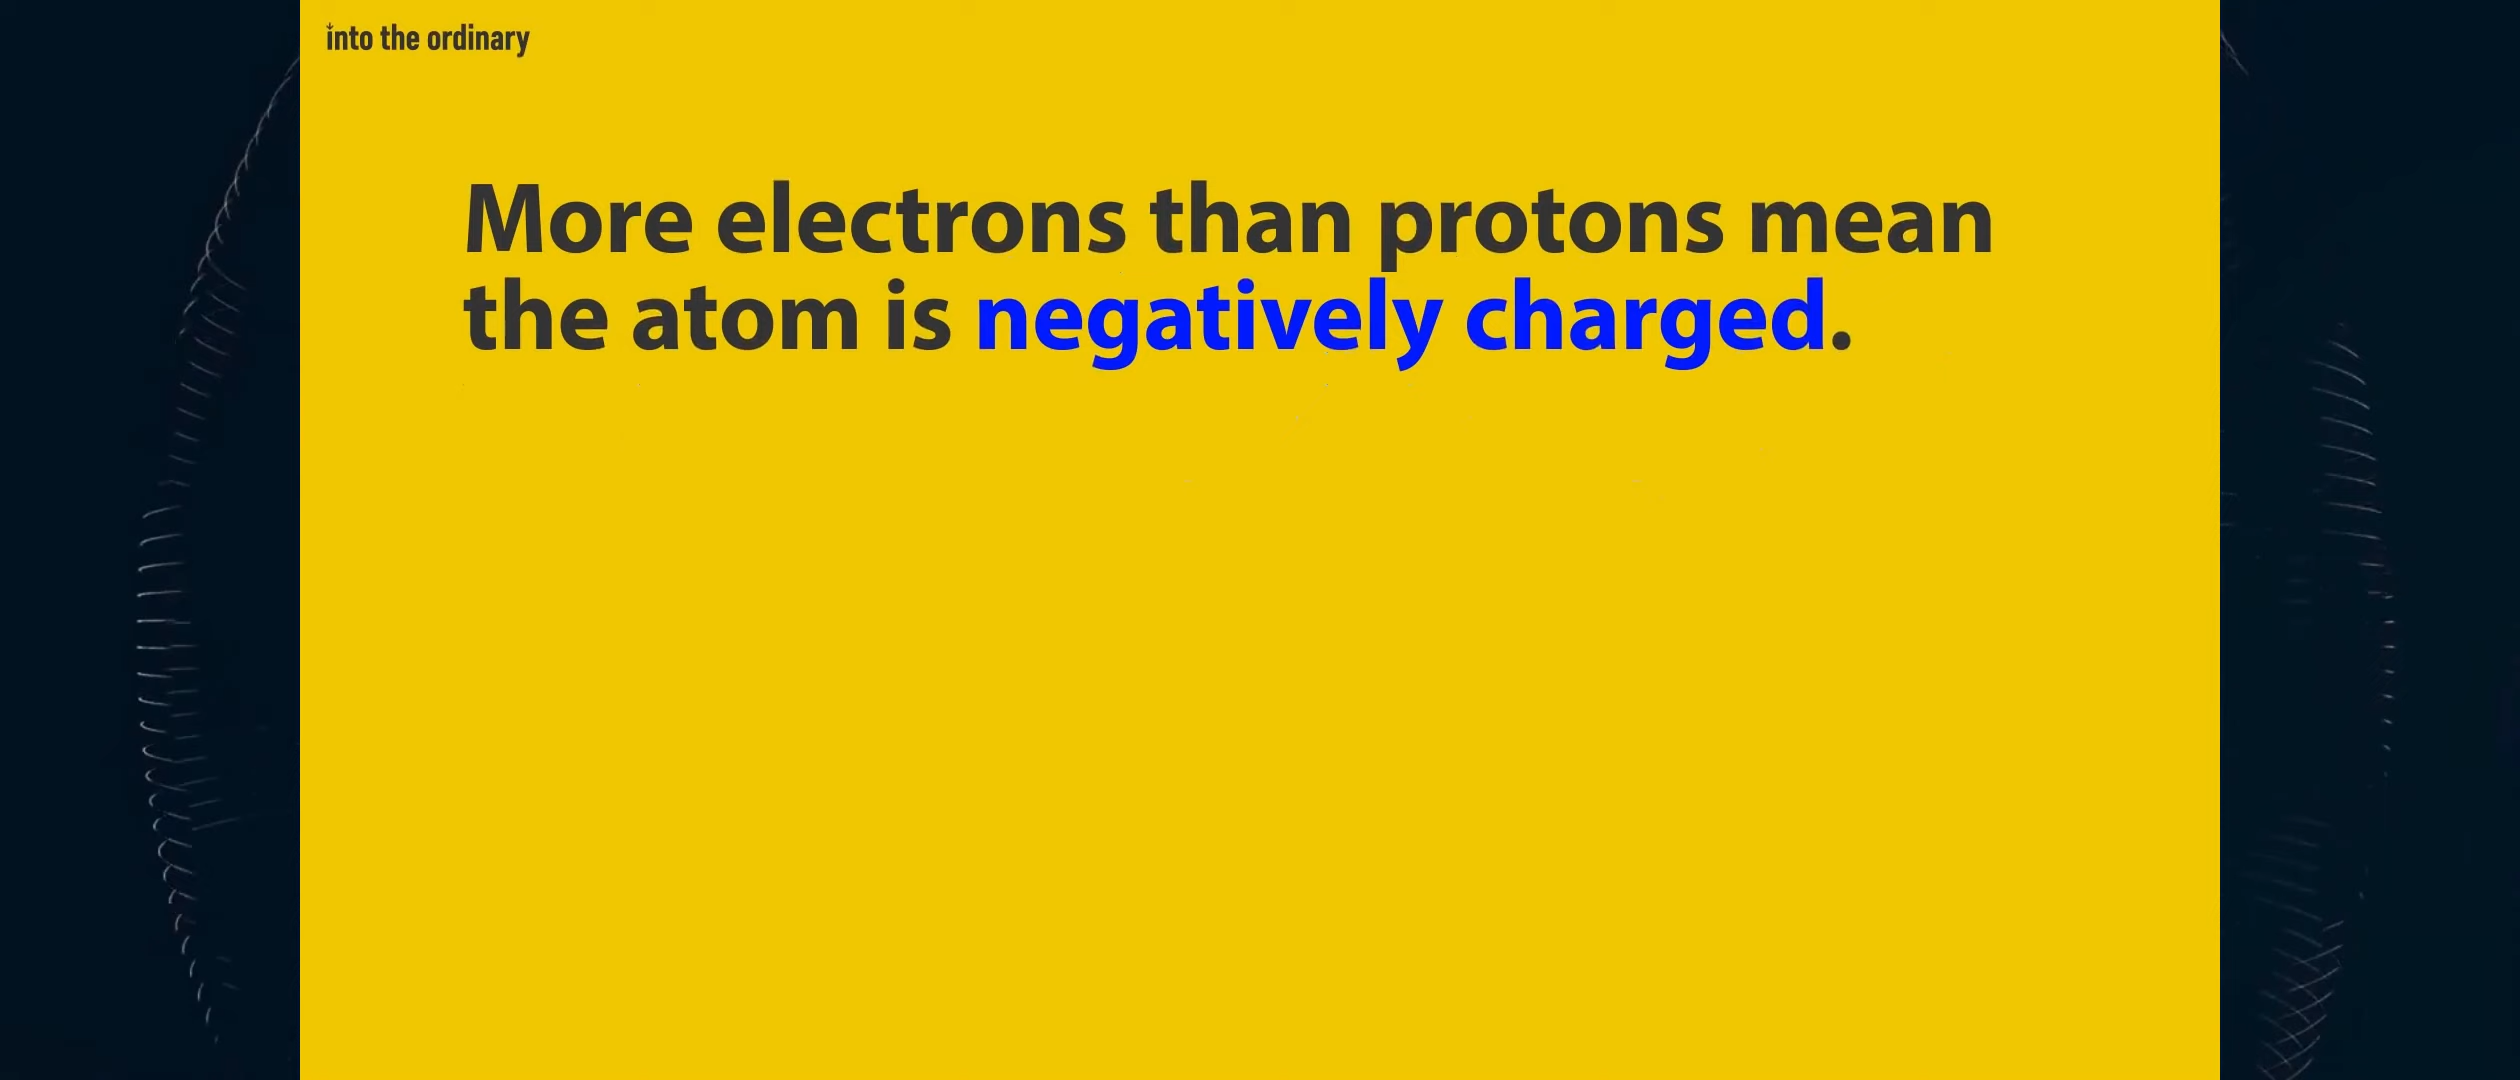 into the ordinary
More electrons than protons mean
the atom is negatively charged.